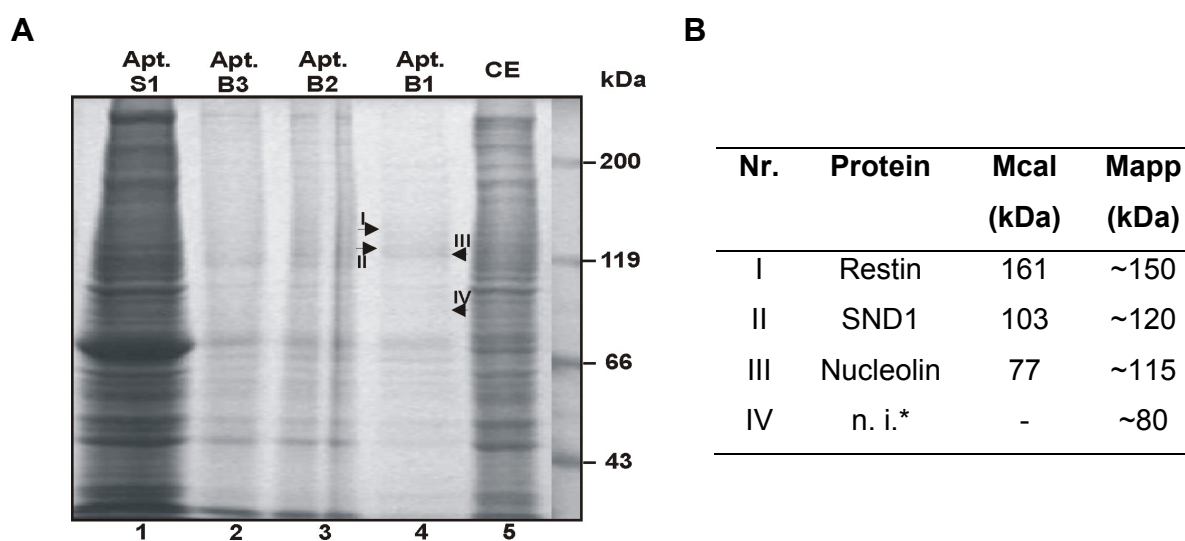 A
B
Apt. Apt. Apt. Apt.
S1 B3 B2 B1 CE kDa
I
II
III
IV
200
119
66
43
1 2 3 4 5
Nr. Protein Mcal Mapp
(kDa) (kDa)
I Restin 161 ~150
II SND1 103 ~120
III Nucleolin 77 ~115
IV n. i.* - ~80